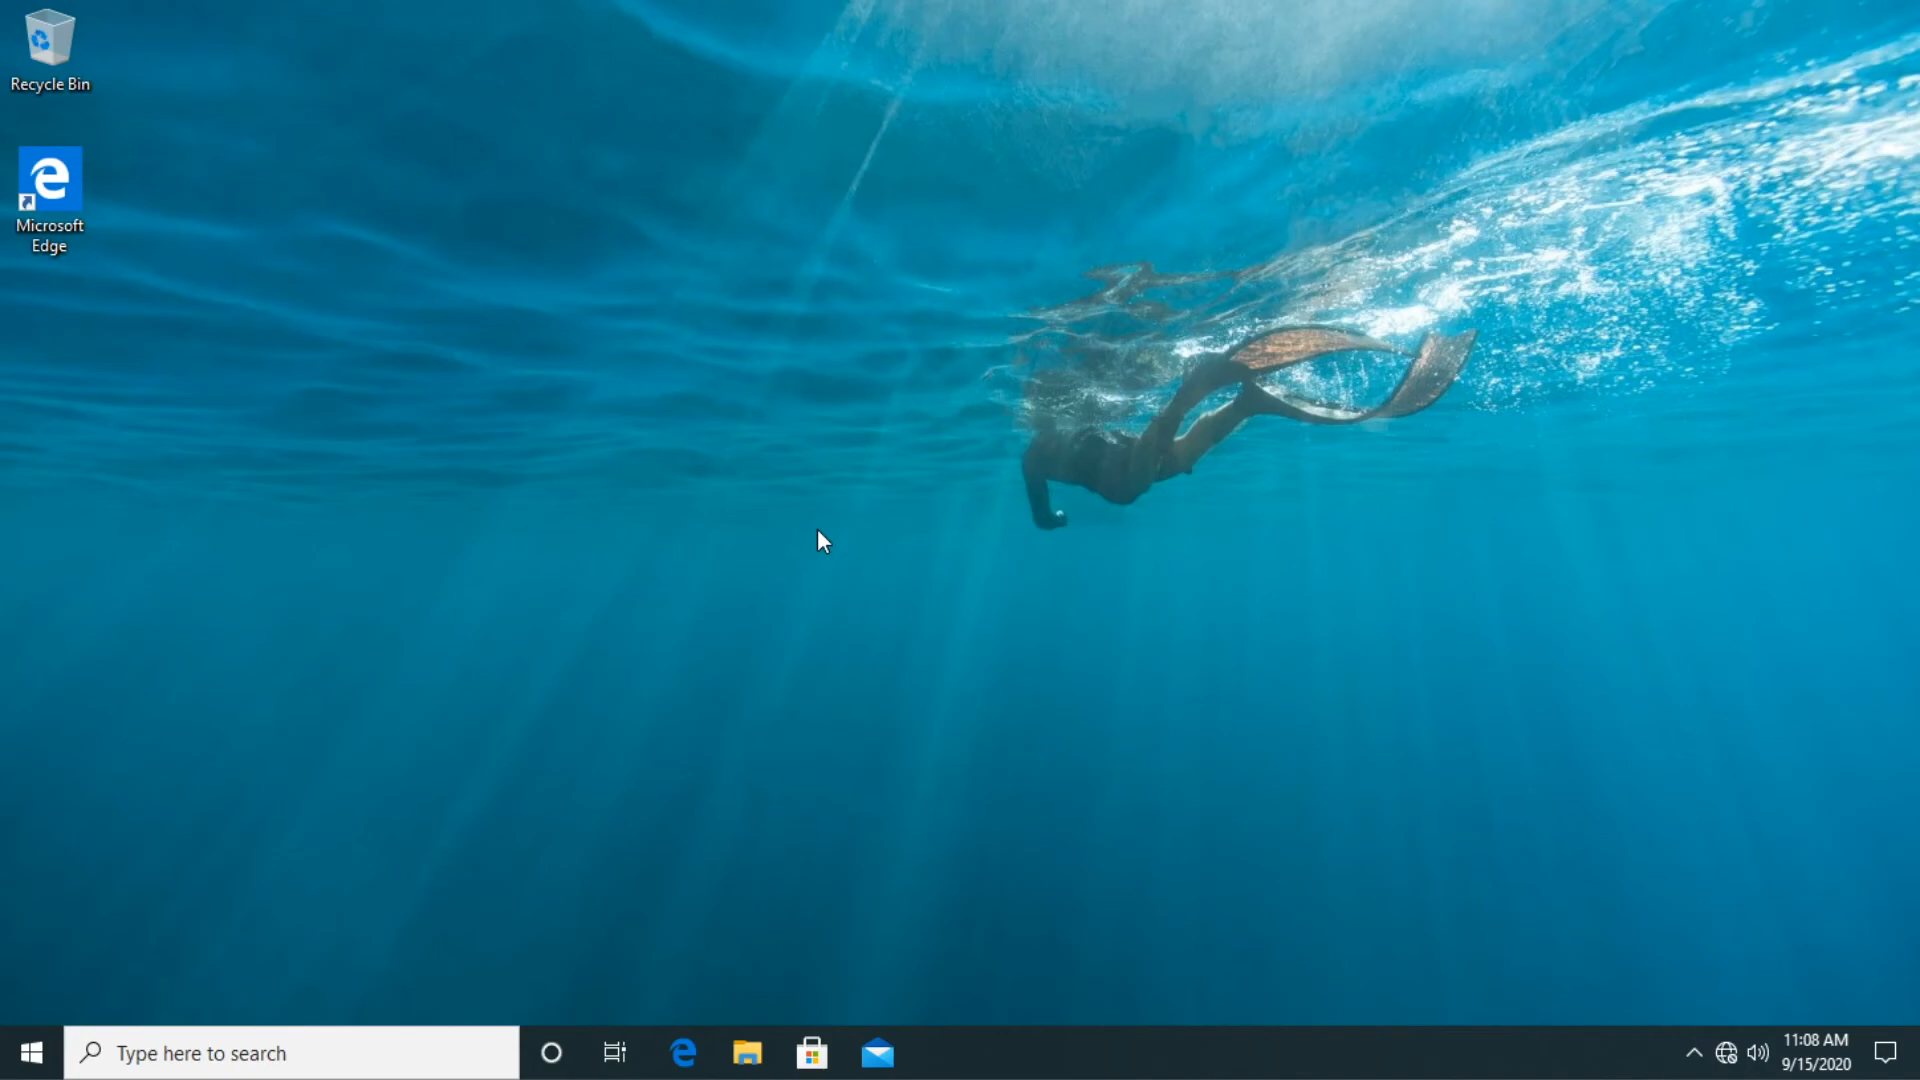 Recycle Bin
Microsoft
Edge
Type here to search
11:08 AM
9/15/2020